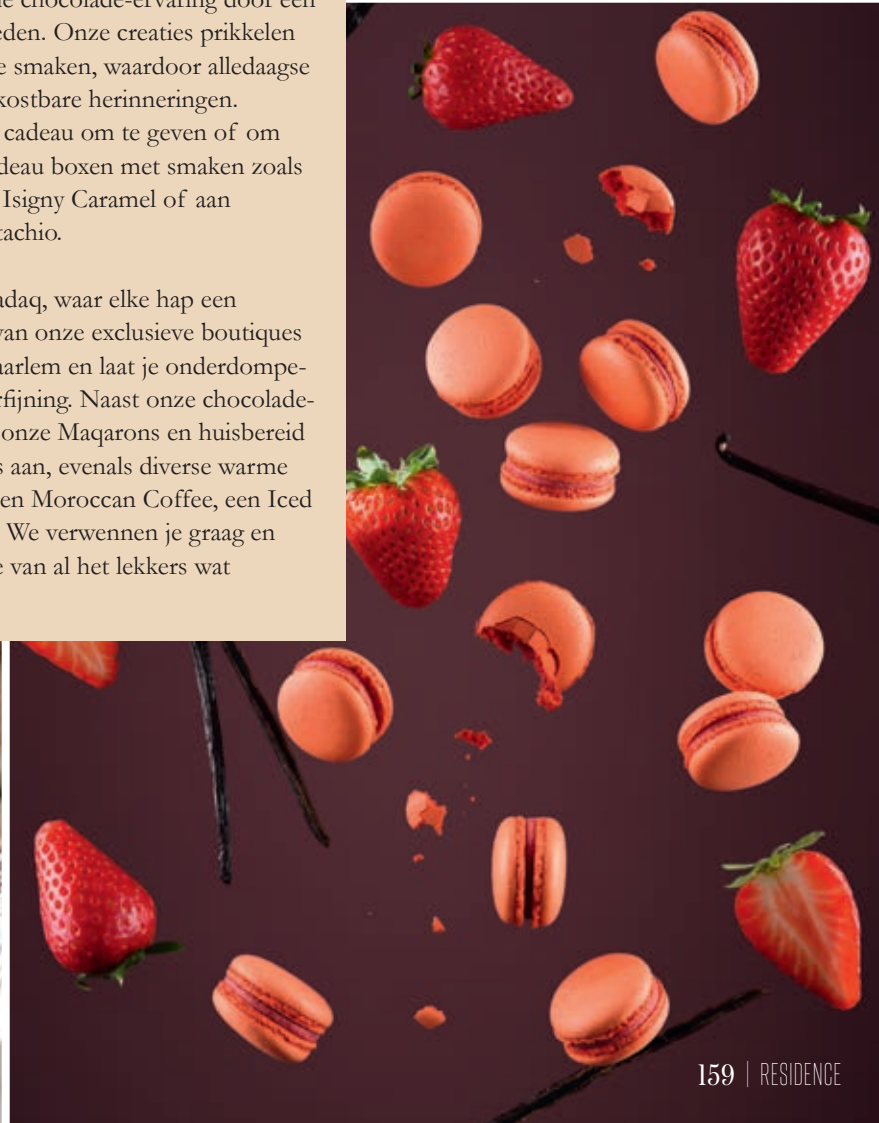 chocolade-ervaring door een
eden. Onze creaties prikkelen
e smaken, waardoor alledaagse
kostbare herinneringen.
cadeau om te geven of om
deau boxen met smaken zoals
Isigny Caramel of aan
tachio.
adaq, waar elke hap een
van onze exclusieve boutiques
aarlem en laat je onderdompe-
rfijning. Naast onze chocolade-
onze Maqarons en huisbereid
s aan, evenals diverse warme
en Moroccan Coffee, een Iced
We verwennen je graag en
e van al het lekkers wat
159 | RESIDENCE